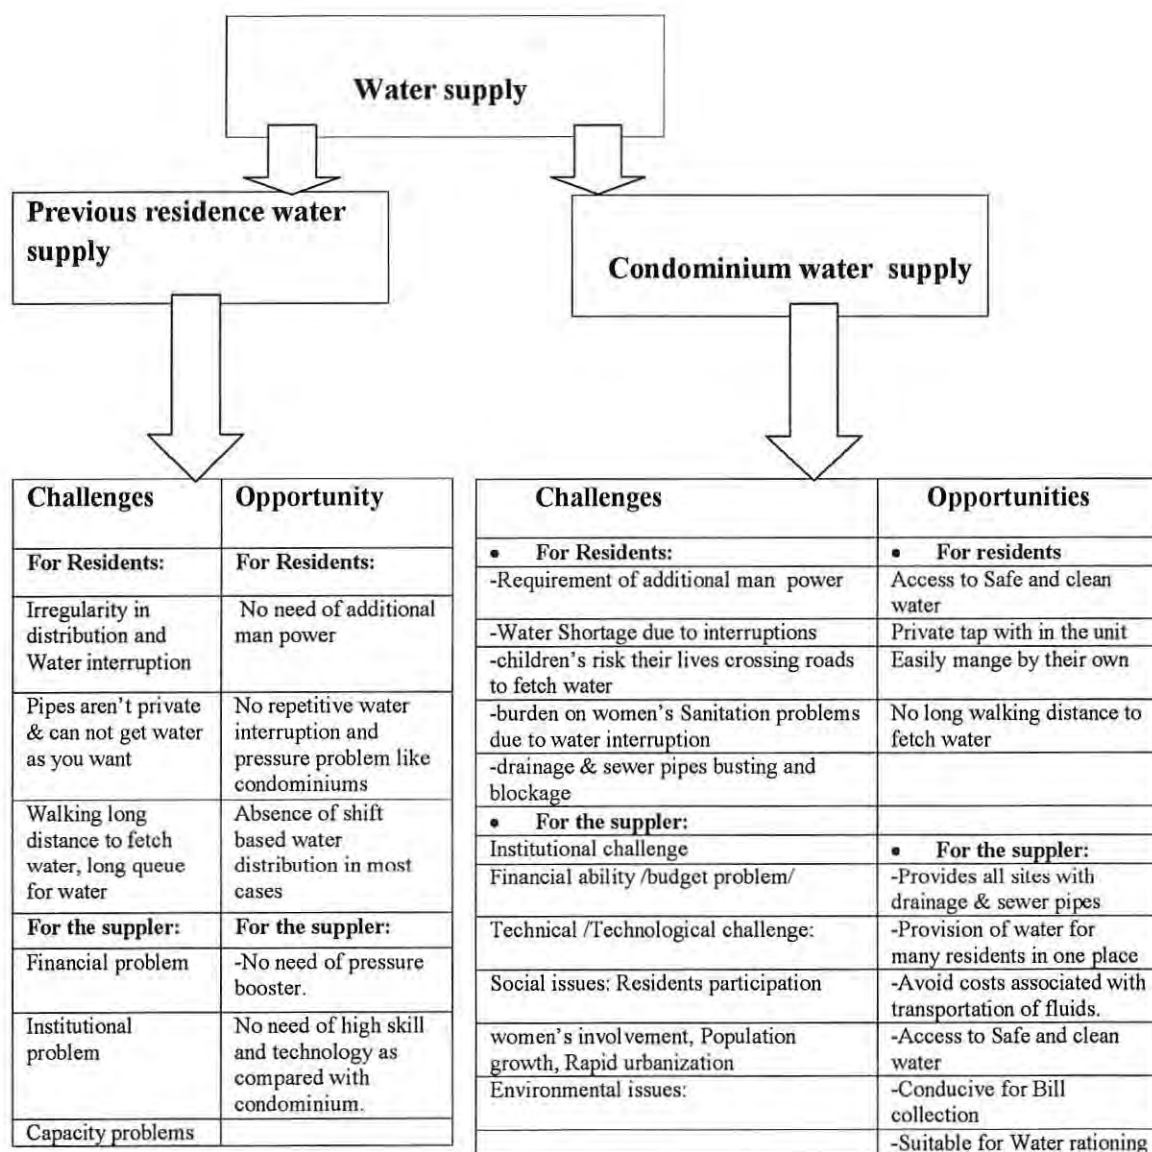 Water supply
Previous residence water
supply
Condominium water supply
Challenges
Opportunity
For Residents:
For Residents:
Irregularity in
distribution and
Water interruption
No need of additional
man power
Pipes aren't private
& can not get water
as you want
No repetitive water
interruption and
pressure problem like
condominiums
Walking long
distance to fetch
water, long queue
for water
Absence of shift
based water
distribution in most
cases
For the suppler:
For the suppler:
Financial problem
-No need of pressure
booster.
Institutional
problem
No need of high skill
and technology as
compared with
condominium.
Capacity problems
Challenges
Opportunities
• For Residents:
• For residents
-Requirement of additional man power
Access to Safe and clean
water
-Water Shortage due to interruptions
Private tap with in the unit
-children's risk their lives crossing roads
to fetch water
Easily mange by their own
-burden on women's Sanitation problems
due to water interruption
No long walking distance to
fetch water
-drainage & sewer pipes busting and
blockage
• For the suppler:
Institutional challenge
• For the suppler:
Financial ability /budget problem/
-Provides all sites with
drainage & sewer pipes
Technical /Technological challenge:
-Provision of water for
many residents in one place
Social issues: Residents participation
-Avoid costs associated with
transportation of fluids.
women's involvement, Population
growth, Rapid urbanization
-Access to Safe and clean
water
Environmental issues:
-Conducive for Bill
collection
-Suitable for Water rationing